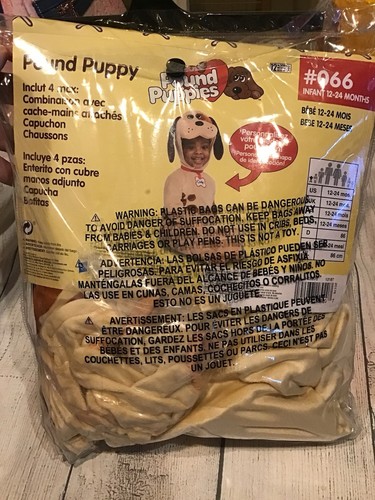 Pound Puppy
Inclut 4 mcx:
Combinaison avec
cache-mains attachés
Capuchon
Chaussons
Incluye 4 pzas:
Enterito con cubre
manos adjunto
Capucha
Botitas
Pound
Puppies
#066
INFANT 12-24 MONTHS
BÉBÉ 12-24 MOIS
BEBE 12-24 MESES
US
12-24 mos.
WARNING: PLASTIC BAGS CAN BE DANGEROUS.
TO AVOID DANGER OF SUFFOCATION, KEEP BAGS AWAY
FROM BABIES & CHILDREN. DO NOT USE IN CRIBS, BEDS,
CARRIAGES OR PLAY PENS. THIS IS NOT A TOY.
ADVERTENCIA: LAS BOLSAS DE PLÁSTICO PUEDEN SER
PELIGROSAS. PARA EVITAR EL RIESGO DE ASFIXIA,
MANTÉNGALAS FUERA DEL ALCANCE DE BEBÉS Y NIÑOS. NO
LAS USE EN CUNAS, CAMAS, COCHECITOS O CORRALITOS.
ESTO NO ES UN JUGUETE.
AVERTISSEMENT: LES SACS EN PLASTIQUE PEUVENT
ÊTRE DANGEREUX. POUR ÉVITER LES DANGERS DE
SUFFOCATION, GARDEZ LES SACS HORS DE LA PORTÉE DES
BÉBÉS ET DES ENFANTS. NE PAS UTILISER DANS LES
COUCHETTES, LITS, POUSSETTES OU PARCS. CECI N'EST PAS
UN JOUET.